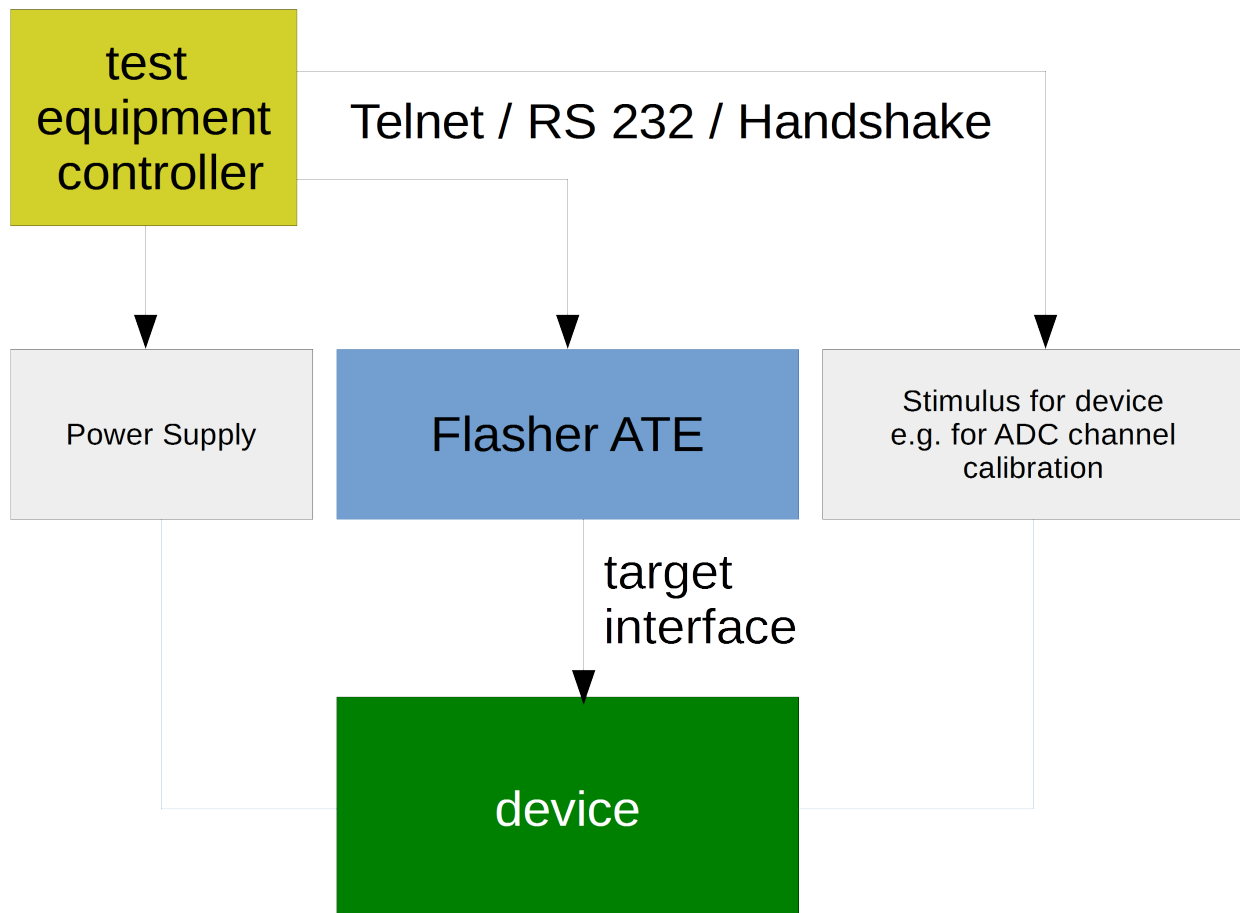 test
equipment
controller
Telnet / RS 232 / Handshake
Power Supply
Flasher ATE
Stimulus for device
e.g. for ADC channel
calibration
target
interface
device